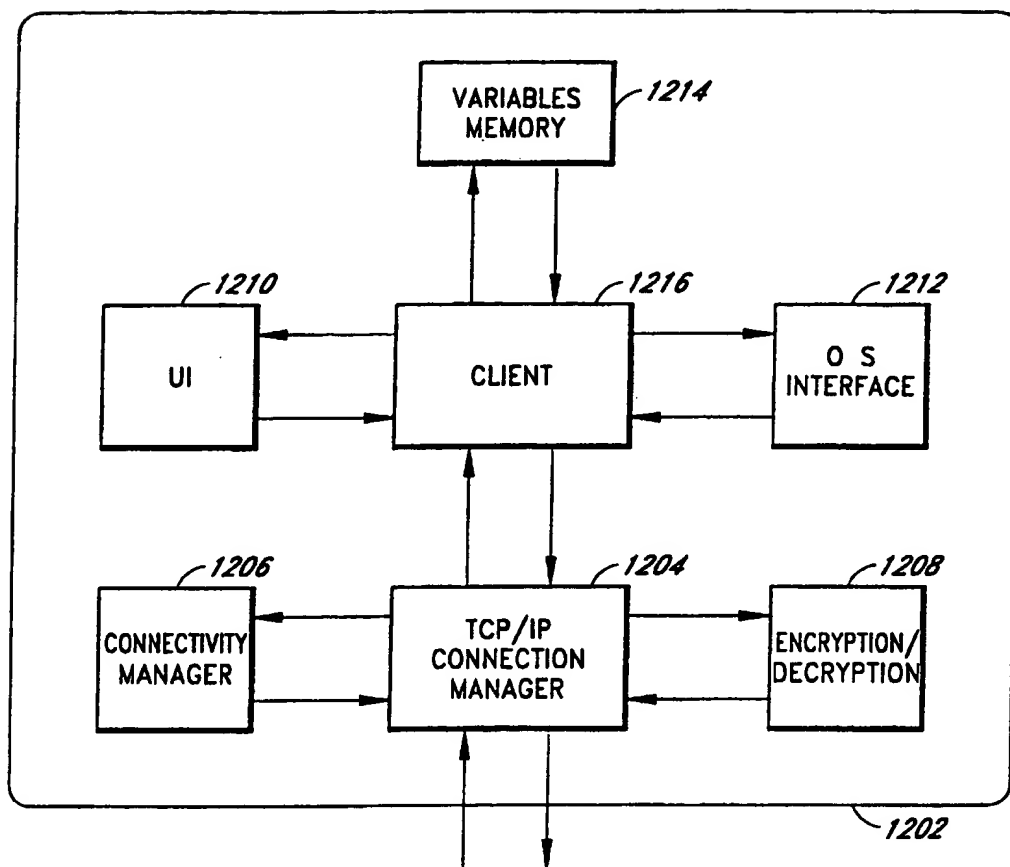 VARIABLES
MEMORY
1214
1210
1216
1212
UI
CLIENT
O S
INTERFACE
1206
1204
1208
CONNECTIVITY
MANAGER
TCP/IP
CONNECTION
MANAGER
ENCRYPTION/
DECRYPTION
1202